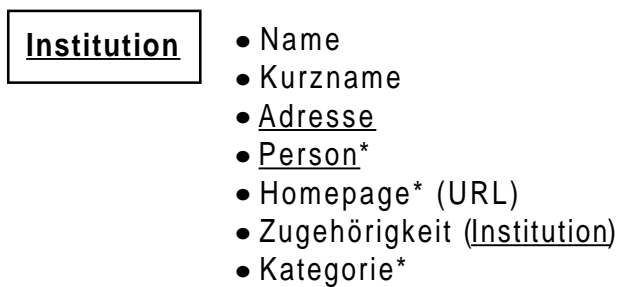 Institution
● Name
● Kurzname
● Adresse
● Person*
● Homepage* (URL)
● Zugehörigkeit (Institution)
● Kategorie*